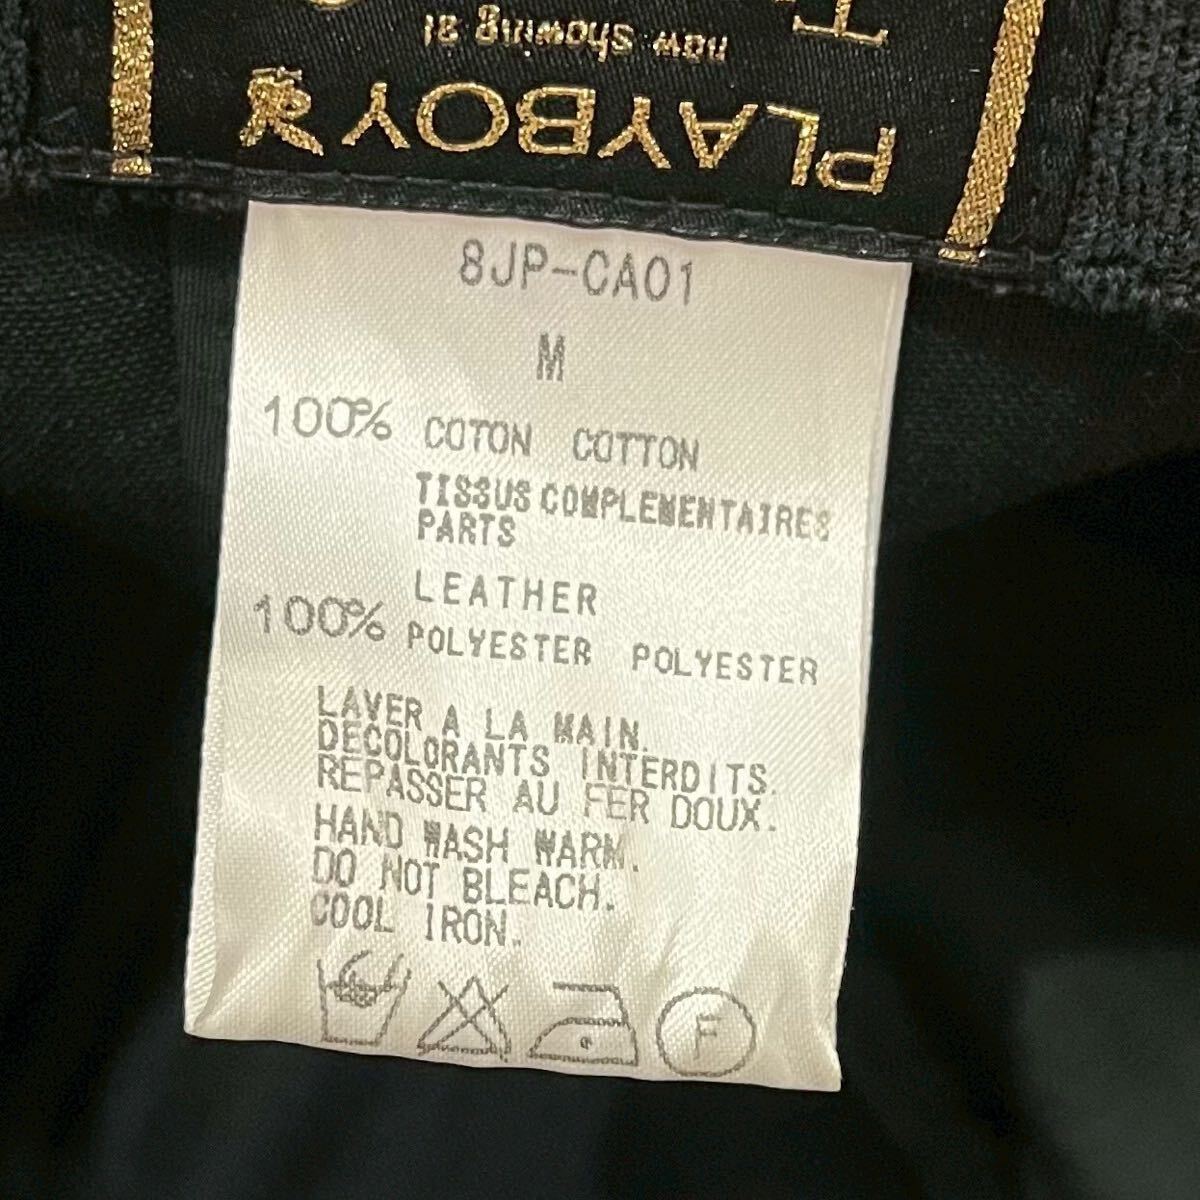 now showing at
PLAYBOY
8JP-CA01
M
100% COTON COTTON
TISSUS COMPLEMENTAIRES
PARTS
LEATHER
100% POLYESTER POLYESTER
LAVER A LA MAIN.
DECOLORANTS INTERDITS.
REPASSER AU FER DOUX.
HAND WASH WARM.
DO NOT BLEACH.
COOL IRON.
F